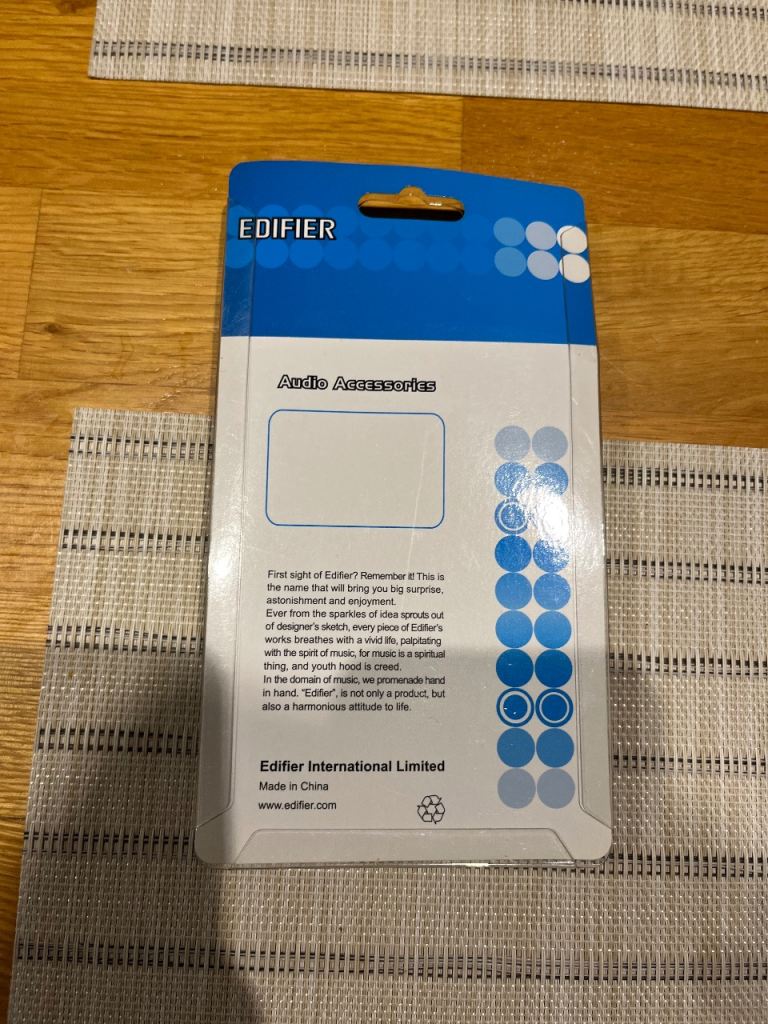 EDIFIER
Audio Accessories
First sight of Edifier? Remember it! This is
the name that will bring you big surprise,
astonishment and enjoyment.
Ever from the sparkles of idea sprouts out
of designer's sketch, every piece of Edifier's
works breathes with a vivid life, palpitating
with the spirit of music, for music is a spiritual
thing, and youth hood is creed.
In the domain of music, we promenade hand
in hand. "Edifier", is not only a product, but
also a harmonious attitude to life.
Edifier International Limited
Made in China
www.edifier.com